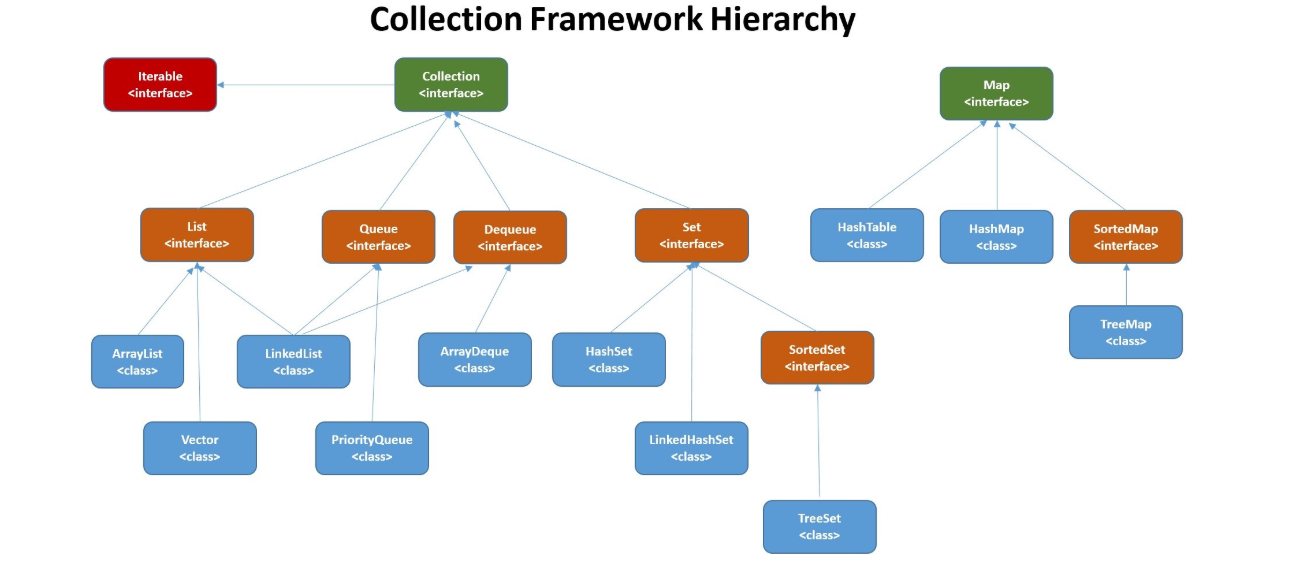 Collection Framework Hierarchy
Iterable
<interface>
Collection
<interface>
Map
<interface>
List
<interface>
Queue
<interface>
Dequeue
<interface>
Set
<interface>
HashTable
<class>
HashMap
<class>
SortedMap
<interface>
ArrayList
<class>
LinkedList
<class>
ArrayDeque
<class>
HashSet
<class>
SortedSet
<interface>
TreeMap
<class>
Vector
<class>
PriorityQueue
<class>
LinkedHashSet
<class>
TreeSet
<class>